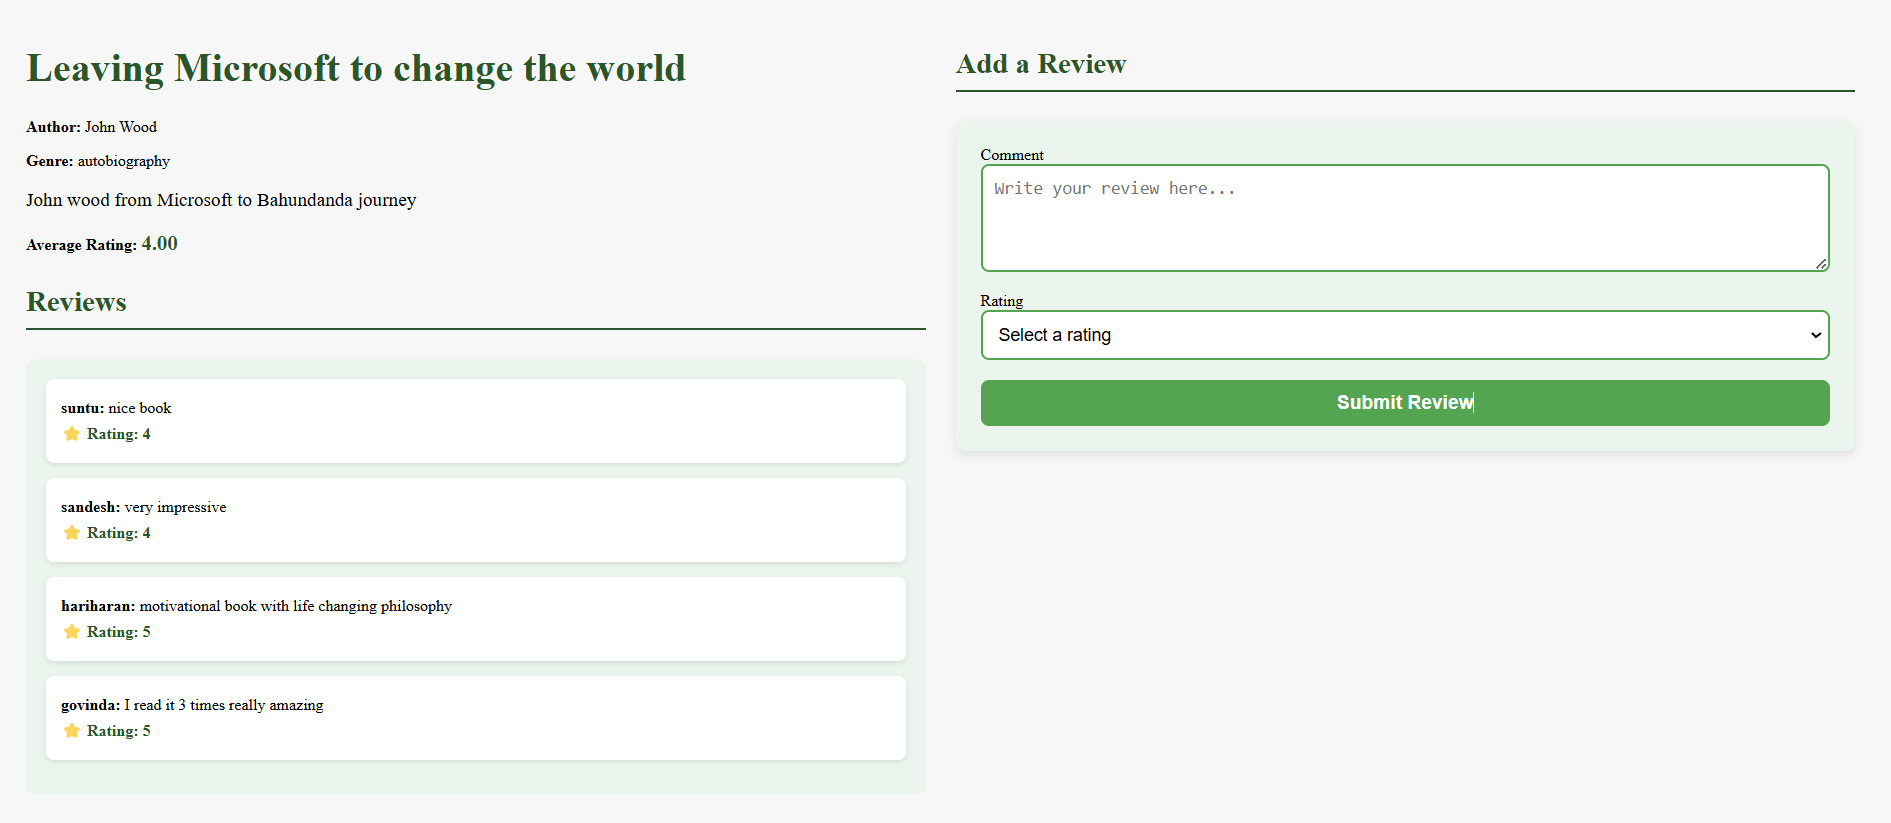 Leaving Microsoft to change the world
Author: John Wood
Genre: autobiography
John wood from Microsoft to Bahundanda journey
Average Rating: 4.00
Reviews
suntu: nice book
Rating: 4
sandesh: very impressive
Rating: 4
hariharan: motivational book with life changing philosophy
Rating: 5
govinda: I read it 3 times really amazing
Rating: 5
Add a Review
Comment
Write your review here...
Rating
Select a rating
Submit Review